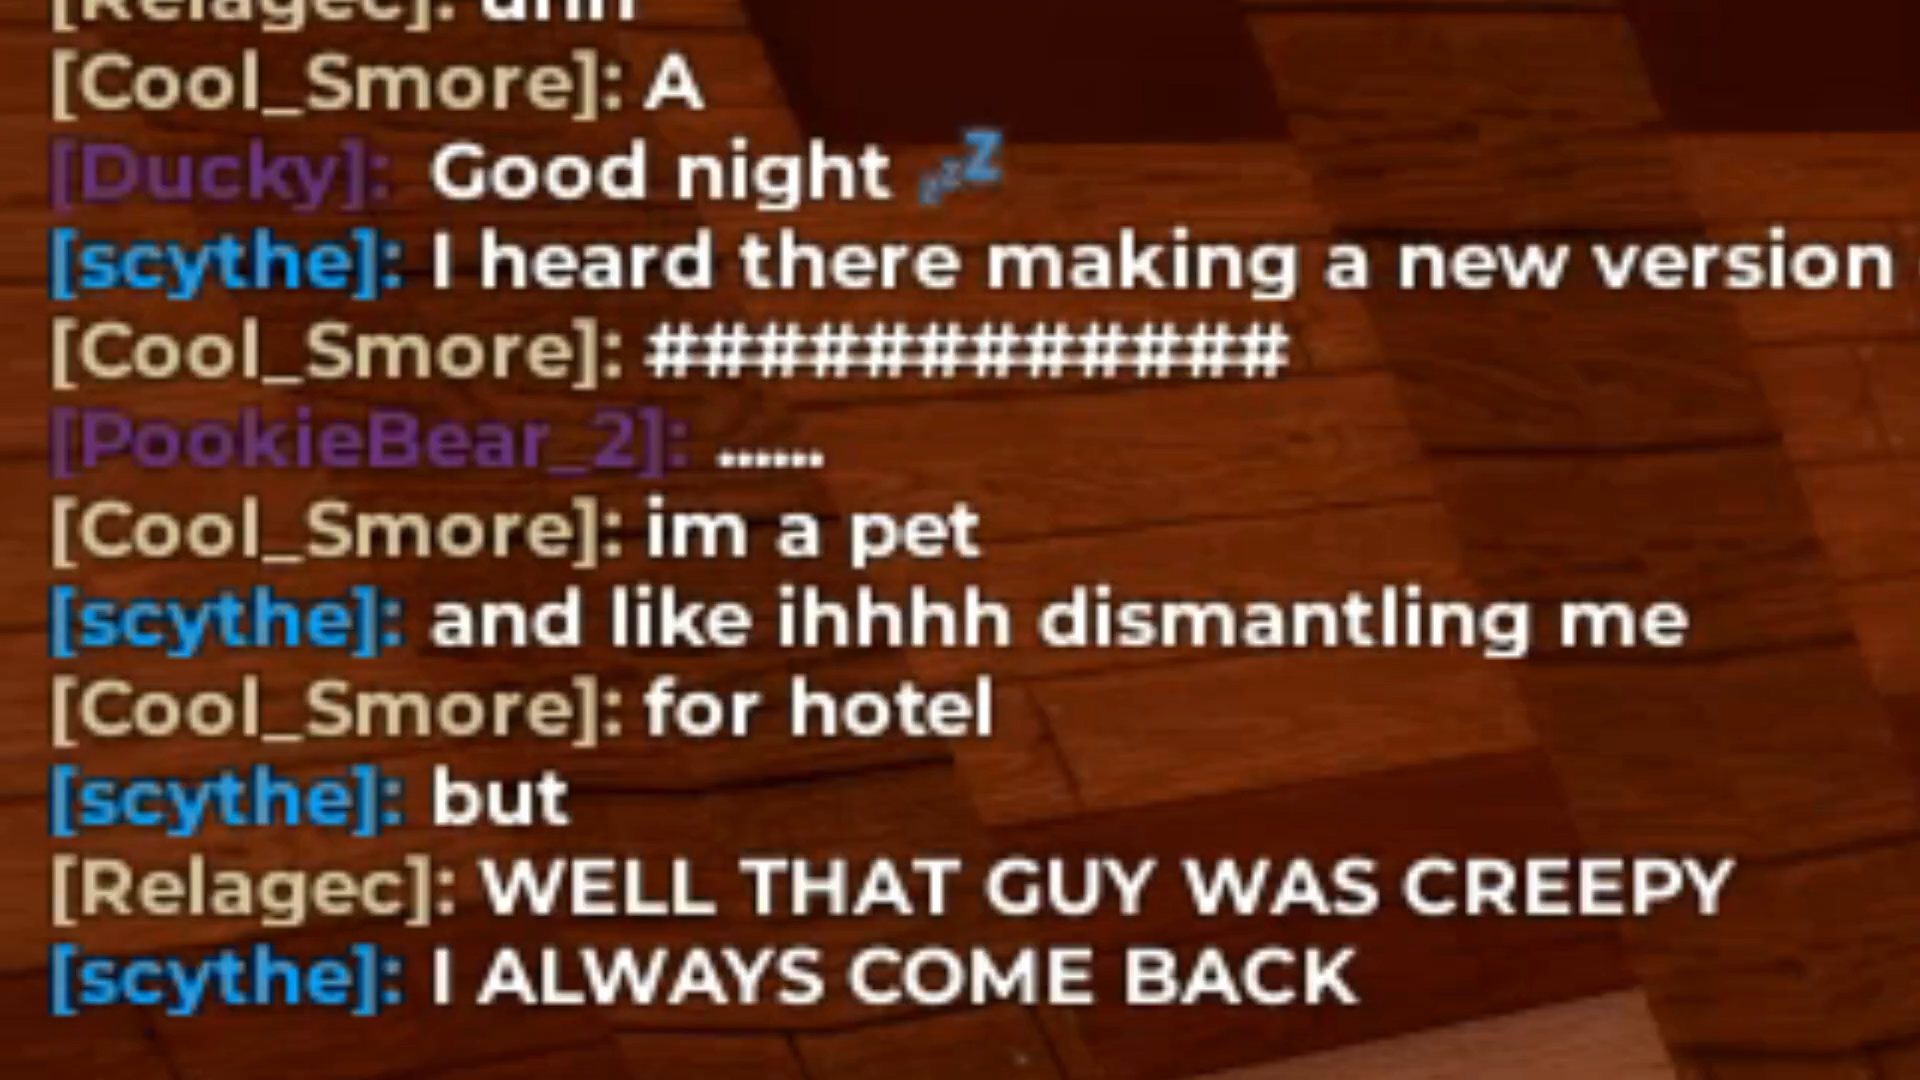 [Relagec]:
[Cool_Smore]: A
[Ducky]: Good night 💤
[scythe]: I heard there making a new version
[Cool_Smore]: ############
[PookieBear_2]: ......
[Cool_Smore]: im a pet
[scythe]: and like ihhhh dismantling me
[Cool_Smore]: for hotel
[scythe]: but
[Relagec]: WELL THAT GUY WAS CREEPY
[scythe]: I ALWAYS COME BACK